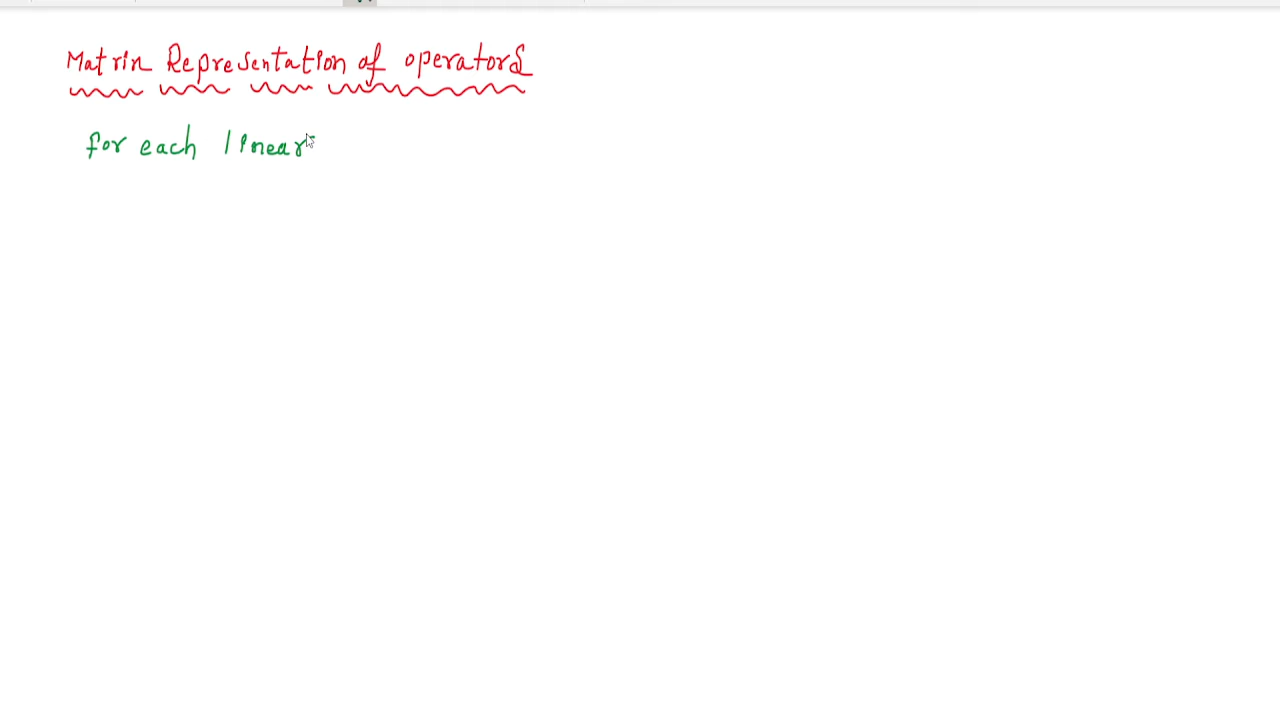 Matrix Representation of operators
for each linear